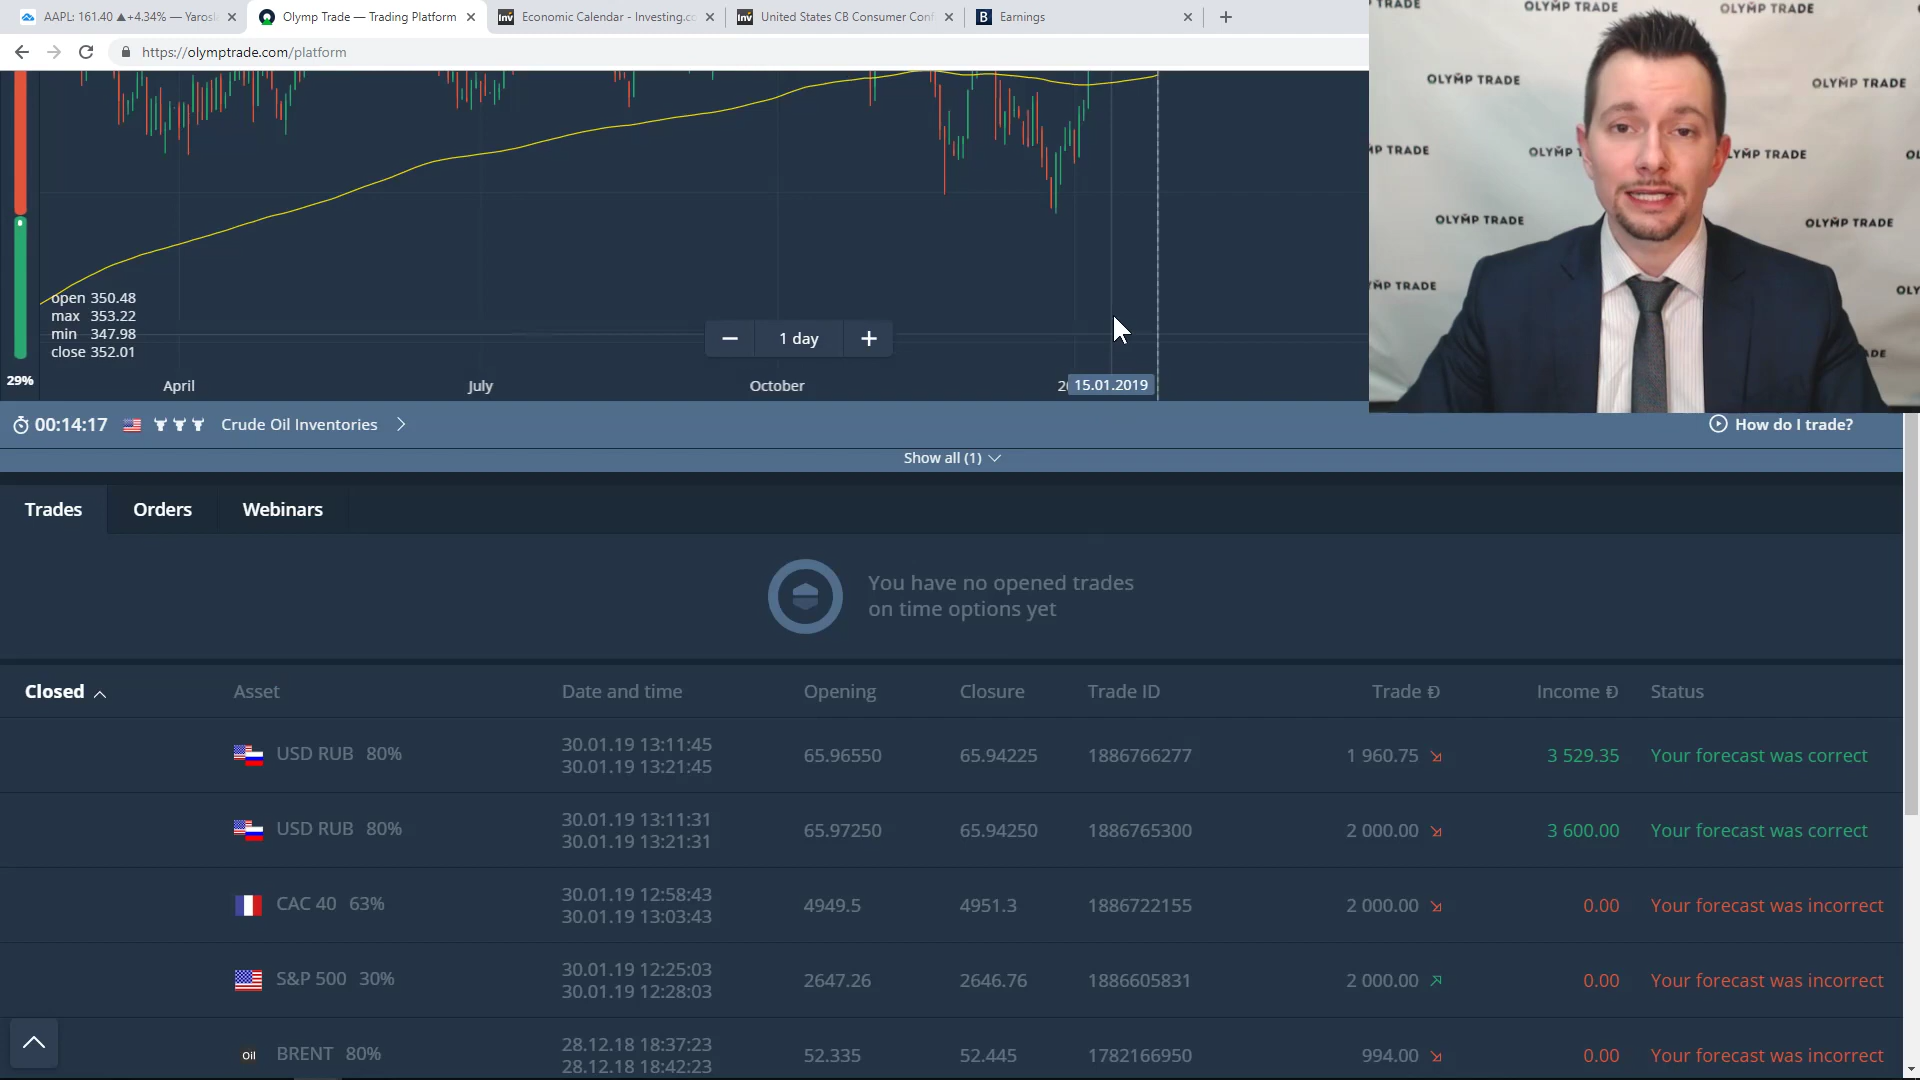 AAPL: 161.40 ▲+4.34% — Yarosl
Olymp Trade — Trading Platform
Economic Calendar - Investing.co
United States CB Consumer Conf
Earnings
https://olymptrade.com/platform
open 350.48
max 353.22
min 347.98
close 352.01
29%
1 day
April
July
October
15.01.2019
OLYMP TRADE
OLYMP TRADE
OLYMP TRADE
OLYMP TRADE
OLYMP TRADE
OLYMP TRADE
00:14:17
Crude Oil Inventories
How do I trade?
Show all (1)
Trades
Orders
Webinars
You have no opened trades
on time options yet
Closed Asset Date and time Opening Closure Trade ID Trade Đ Income Đ Status
USD RUB 80% 30.01.19 13:11:45 65.96550 65.94225 1886766277 1 960.75 3 529.35 Your forecast was correct
30.01.19 13:21:45
USD RUB 80% 30.01.19 13:11:31 65.97250 65.94250 1886765300 2 000.00 3 600.00 Your forecast was correct
30.01.19 13:21:31
CAC 40 63% 30.01.19 12:58:43 4949.5 4951.3 1886722155 2 000.00 0.00 Your forecast was incorrect
30.01.19 13:03:43
S&P 500 30% 30.01.19 12:25:03 2647.26 2646.76 1886605831 2 000.00 0.00 Your forecast was incorrect
30.01.19 12:28:03
oil BRENT 80% 28.12.18 18:37:23 52.335 52.445 1782166950 994.00 0.00 Your forecast was incorrect
28.12.18 18:42:23